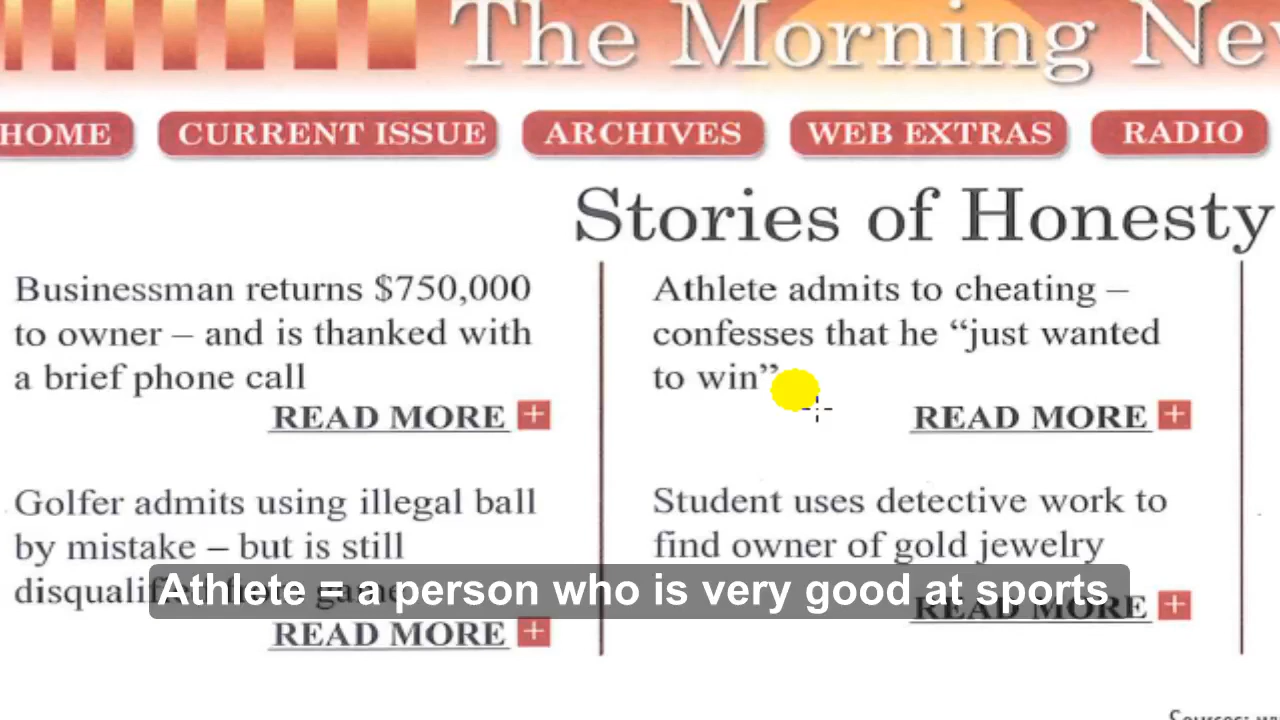 The Morning
HOME
CURRENT ISSUE
ARCHIVES
WEB EXTRAS
RADIO
Stories of Honesty
Businessman returns $750,000
to owner – and is thanked with
a brief phone call
READ MORE +
Athlete admits to cheating –
confesses that he “just wanted
to win”
READ MORE +
Golfer admits using illegal ball
by mistake – but is still
READ MORE +
Student uses detective work to
find owner of gold jewelry
READ MORE +
Athlete = a person who is very good at sports